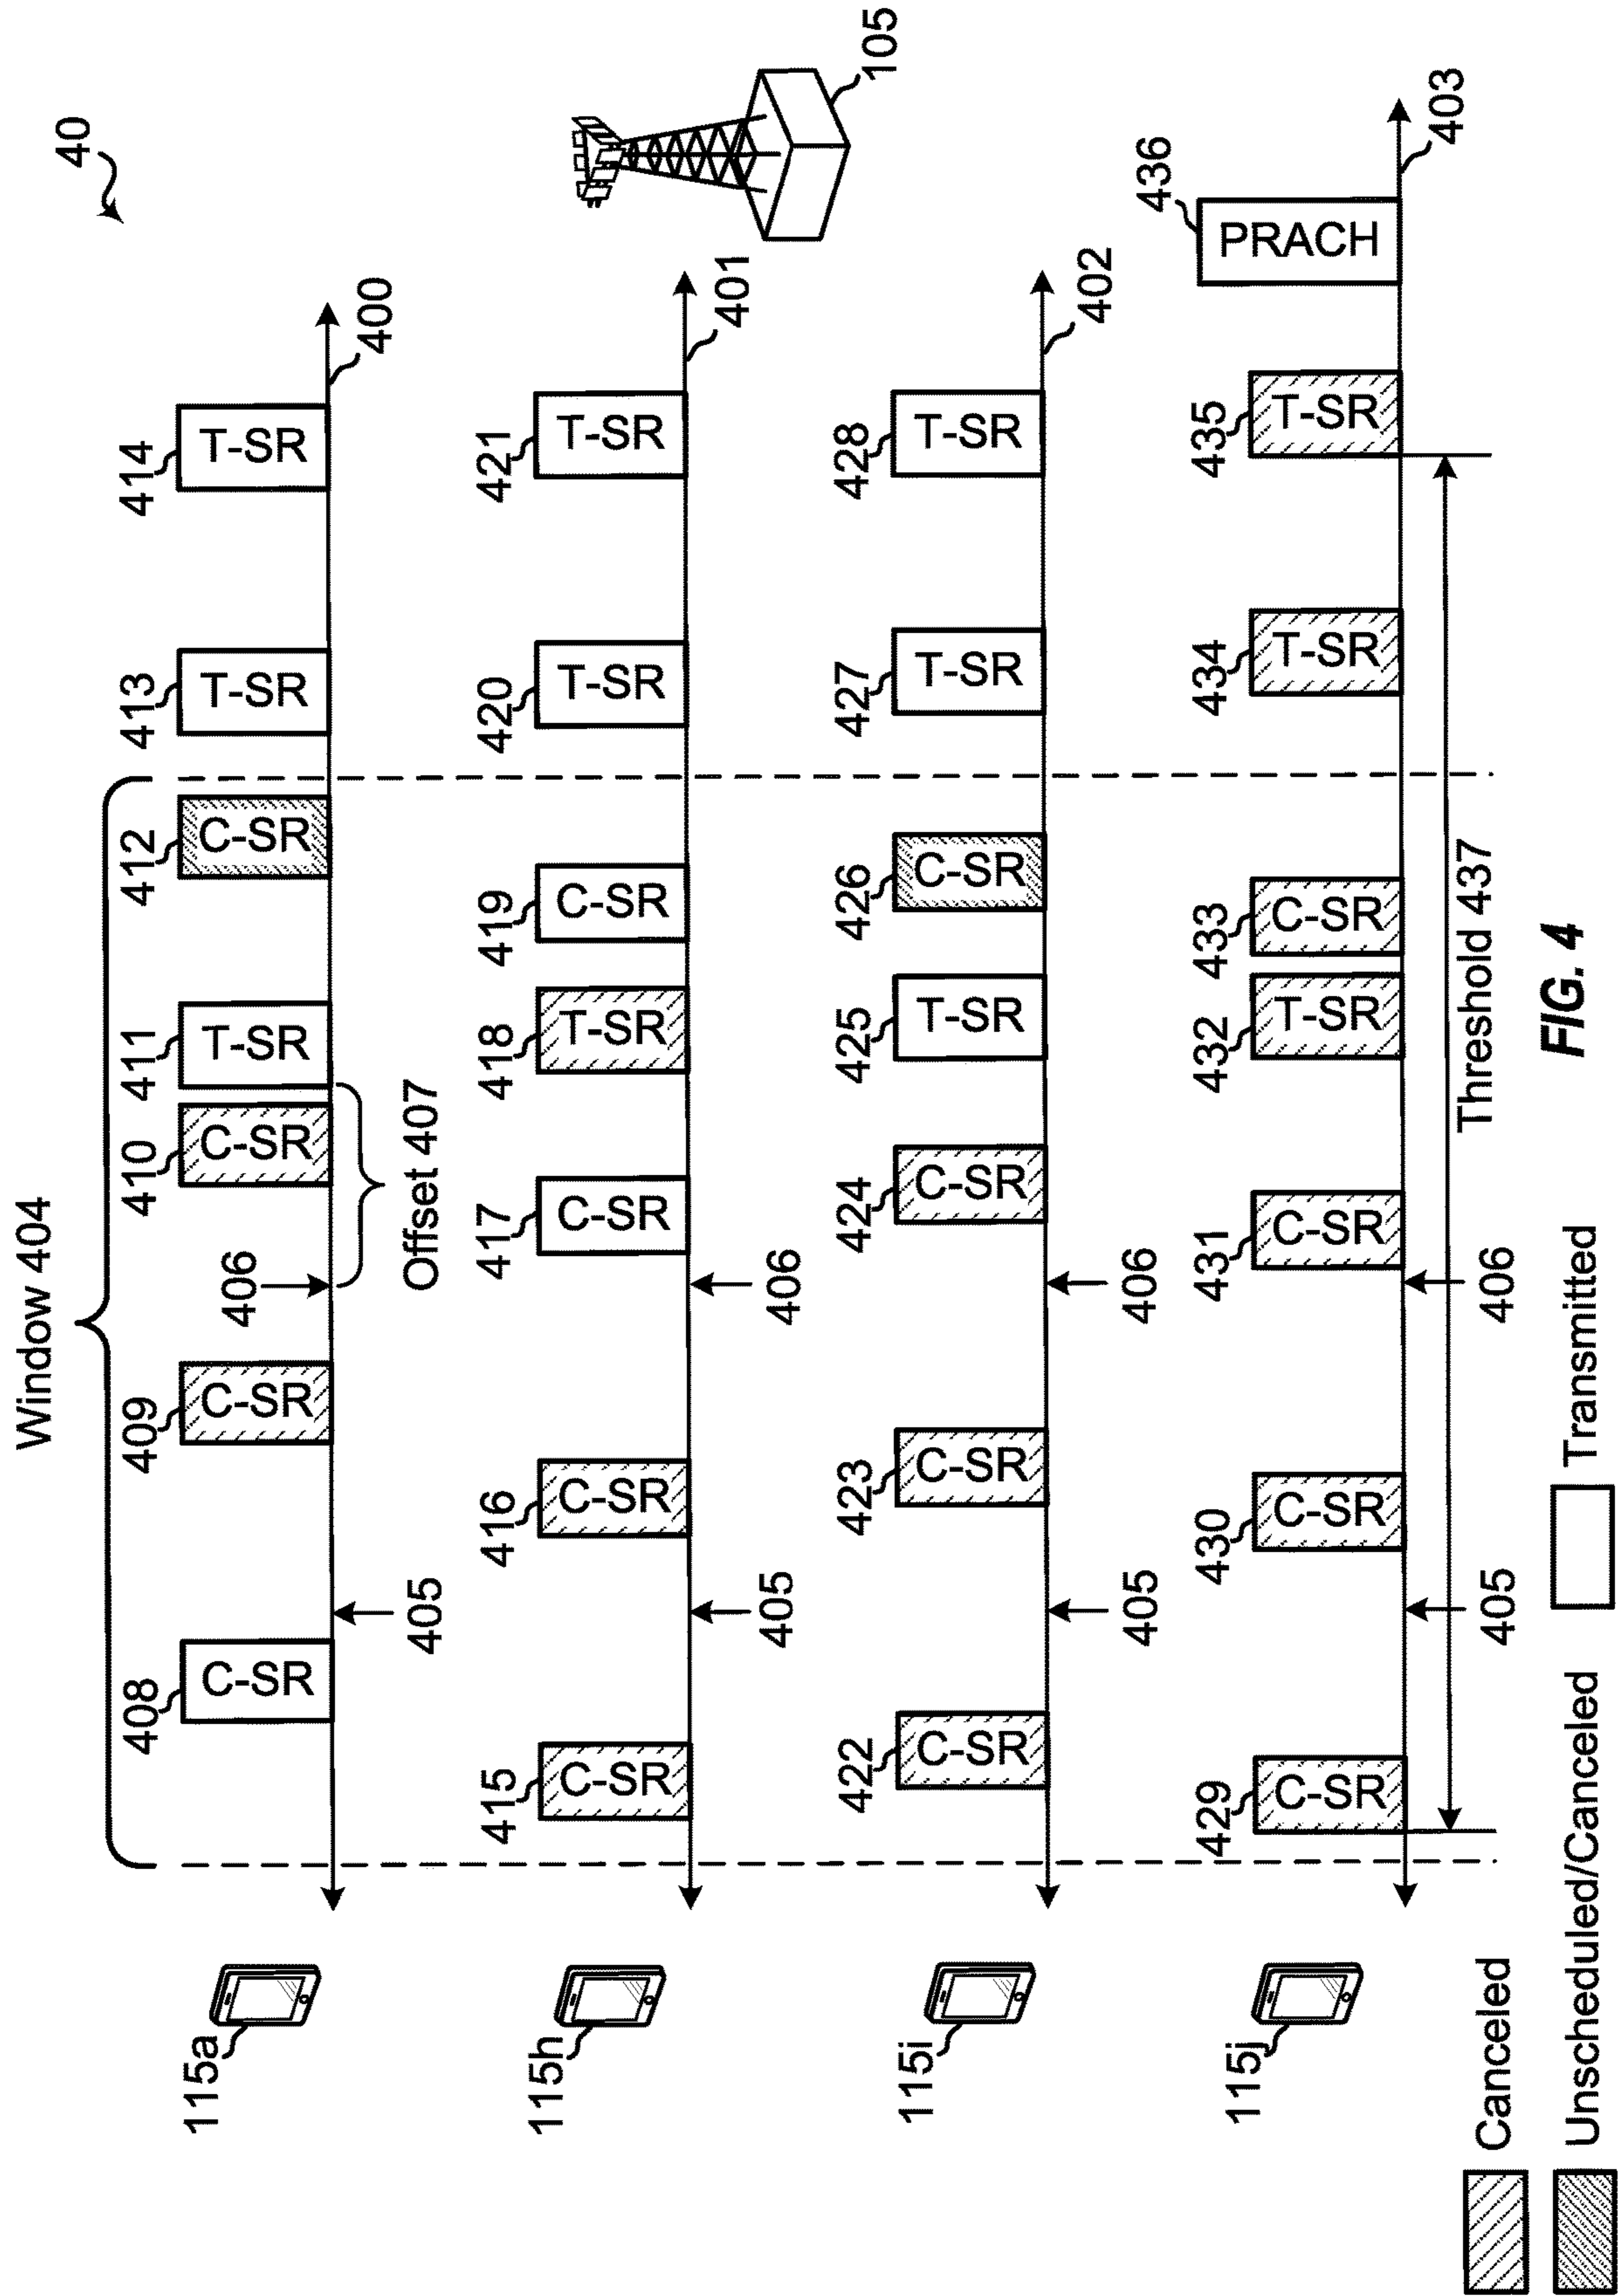 40
Window 404
408
409
406
410
411
412
413
414
115a
C-SR
C-SR
C-SR
T-SR
C-SR
T-SR
T-SR
400
405
Offset 407
415
416
417
418
419
420
421
105
115h
C-SR
C-SR
C-SR
T-SR
C-SR
T-SR
T-SR
401
405
406
422
423
424
425
426
427
428
115i
C-SR
C-SR
C-SR
T-SR
C-SR
T-SR
T-SR
402
405
406
429
430
431
432
433
434
435
436
115j
C-SR
C-SR
C-SR
T-SR
C-SR
T-SR
T-SR
PRACH
403
405
406
Threshold 437
Canceled
Unscheduled/Canceled
Transmitted
FIG. 4